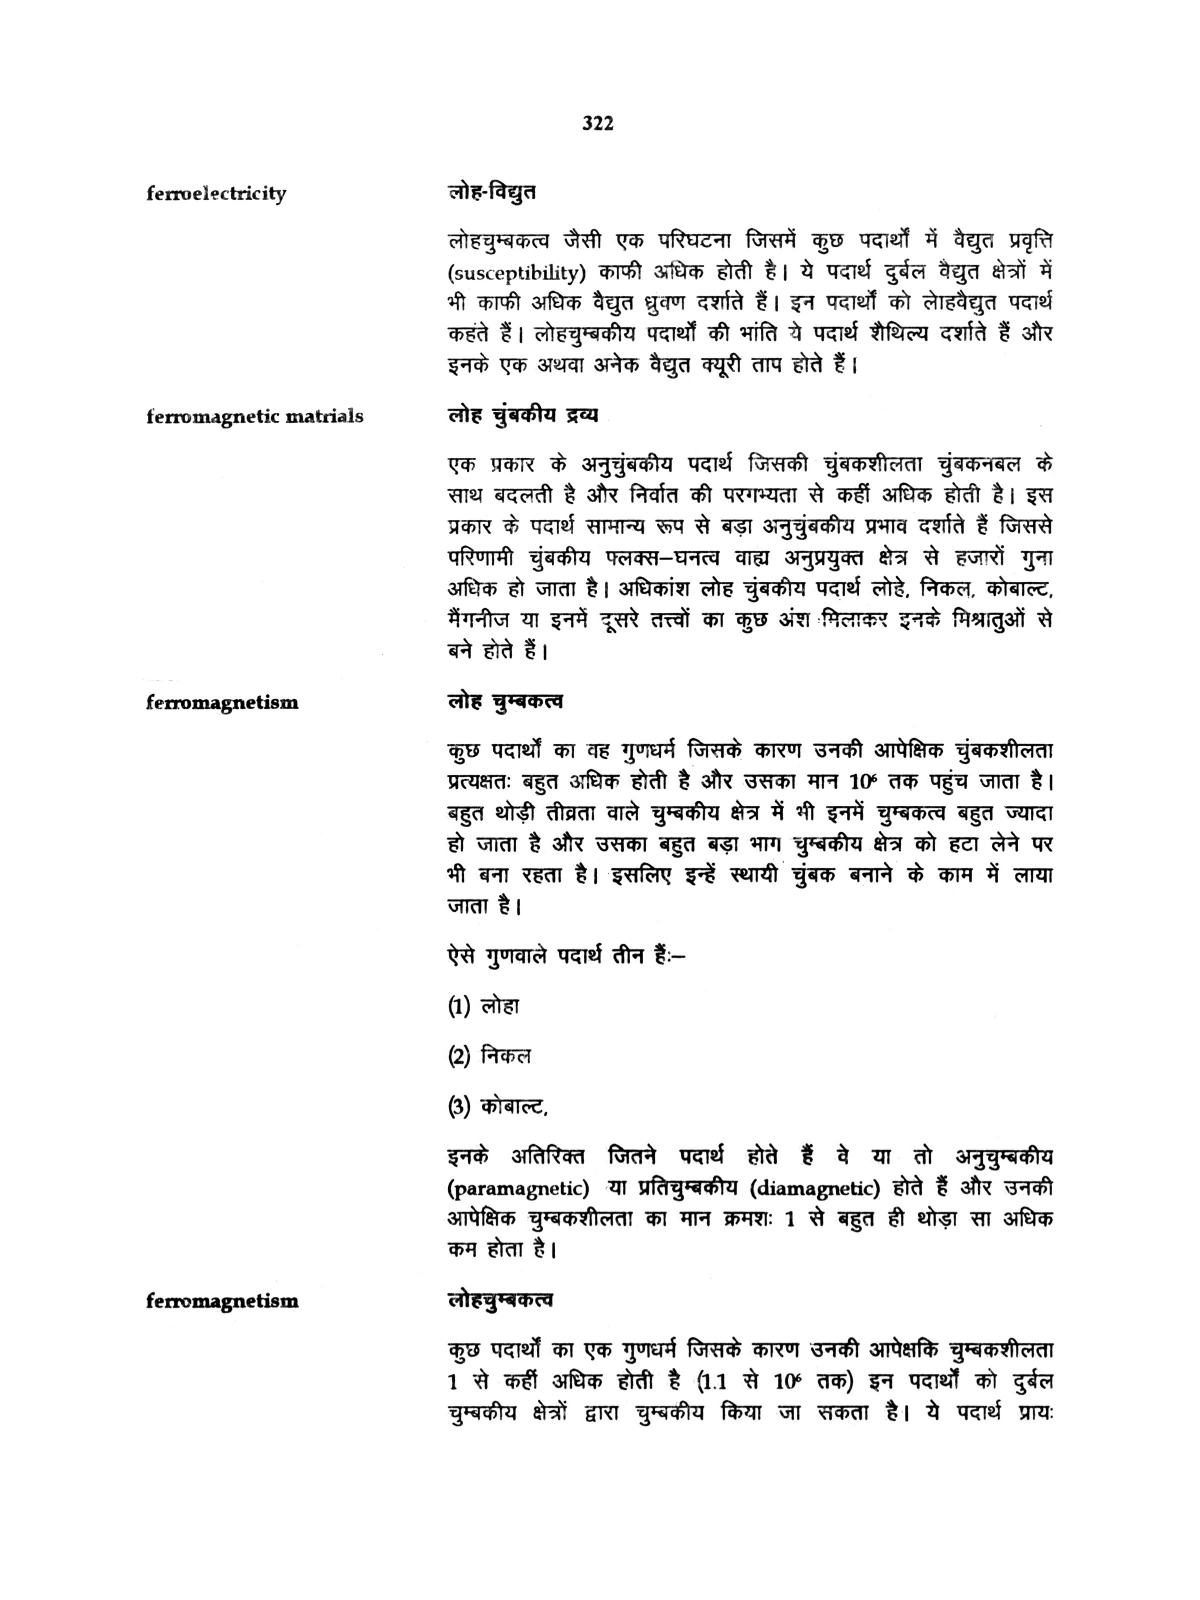 322
ferroelectricity लोह-विद्युत
लोहचुम्बकत्व जैसी एक परिघटना जिसमें कुछ पदार्थों में वैद्युत प्रवृत्ति
(susceptibility) काफी अधिक होती है। ये पदार्थ दुर्बल वैद्युत क्षेत्रों में
भी काफी अधिक वैद्युत ध्रुवण दर्शाते हैं। इन पदार्थों को लेाहवैद्युत पदार्थ
कहंते हैं। लोहचुम्बकीय पदार्थों की भांति ये पदार्थ शैथिल्य दर्शाते हैं और
इनके एक अथवा अनेक वैद्युत क्यूरी ताप होते हैं।
ferromagnetic matrials लोह चुंबकीय द्रव्य
एक प्रकार के अनुचुंबकीय पदार्थ जिसकी चुंबकशीलता चुंबकनबल के
साथ बदलती है और निर्वात की परगभ्यता से कहीं अधिक होती है। इस
प्रकार के पदार्थ सामान्य रूप से बड़ा अनुचुंबकीय प्रभाव दर्शाते हैं जिससे
परिणामी चुंबकीय फ्लक्स–घनत्व वाह्य अनुप्रयुक्त क्षेत्र से हजारों गुना
अधिक हो जाता है। अधिकांश लोह चुंबकीय पदार्थ लोहे, निकल, कोबाल्ट,
मैंगनीज या इनमें दूसरे तत्त्वों का कुछ अंश मिलाकर इनके मिश्रातुओं से
बने होते हैं।
ferromagnetism लोह चुम्बकत्व
कुछ पदार्थों का वह गुणधर्म जिसके कारण उनकी आपेक्षिक चुंबकशीलता
प्रत्यक्षतः बहुत अधिक होती है और उसका मान 10⁶ तक पहुंच जाता है।
बहुत थोड़ी तीव्रता वाले चुम्बकीय क्षेत्र में भी इनमें चुम्बकत्व बहुत ज्यादा
हो जाता है और उसका बहुत बड़ा भाग चुम्बकीय क्षेत्र को हटा लेने पर
भी बना रहता है। इसलिए इन्हें स्थायी चुंबक बनाने के काम में लाया
जाता है।
ऐसे गुणवाले पदार्थ तीन हैं:–
(1) लोहा
(2) निकल
(3) कोबाल्ट,
इनके अतिरिक्त जितने पदार्थ होते हैं वे या तो अनुचुम्बकीय
(paramagnetic) या प्रतिचुम्बकीय (diamagnetic) होते हैं और उनकी
आपेक्षिक चुम्बकशीलता का मान क्रमशः 1 से बहुत ही थोड़ा सा अधिक
कम होता है।
ferromagnetism लोहचुम्बकत्व
कुछ पदार्थों का एक गुणधर्म जिसके कारण उनकी आपेक्षकि चुम्बकशीलता
1 से कहीं अधिक होती है (1.1 से 10⁶ तक) इन पदार्थों को दुर्बल
चुम्बकीय क्षेत्रों द्वारा चुम्बकीय किया जा सकता है। ये पदार्थ प्रायः